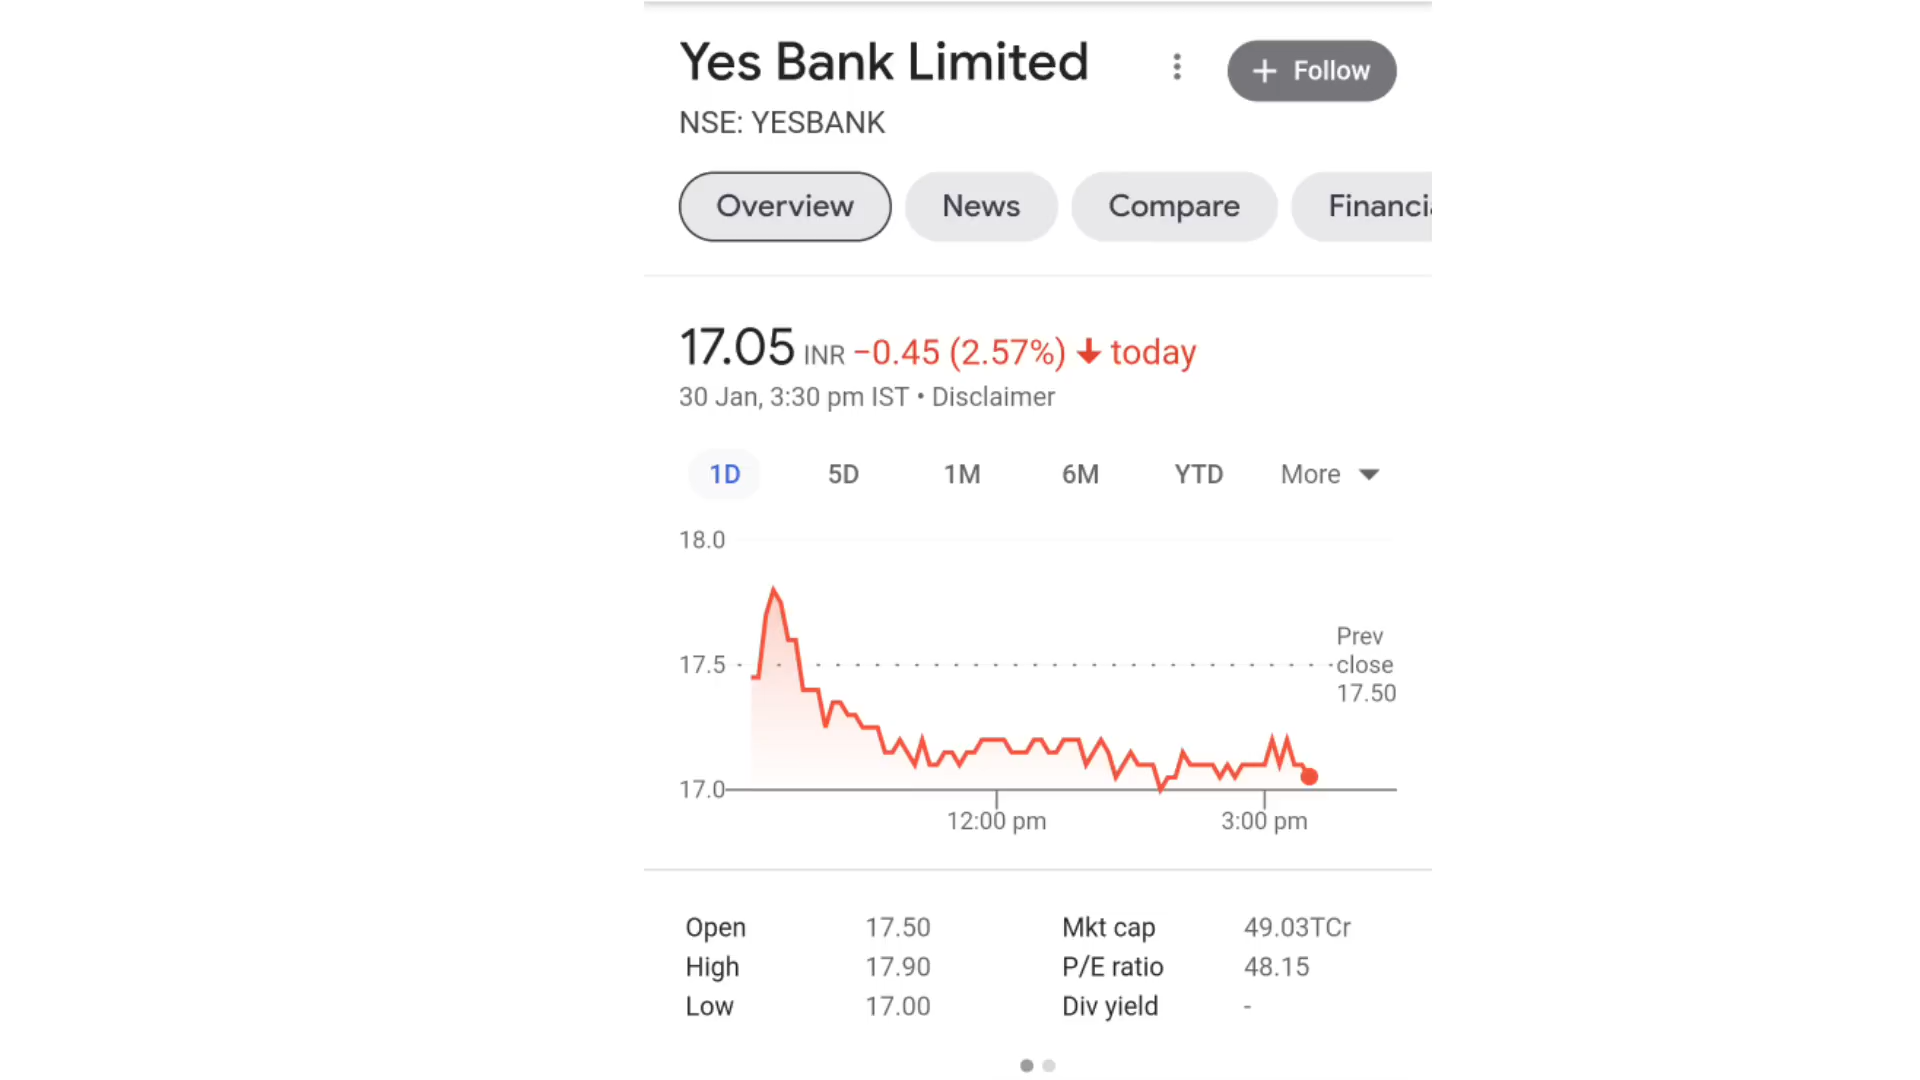 Yes Bank Limited
+ Follow
NSE: YESBANK
Overview News Compare Financi
17.05 INR −0.45 (2.57%) ↓ today
30 Jan, 3:30 pm IST • Disclaimer
1D 5D 1M 6M YTD More
18.0
17.5
Prev
close
17.50
17.0
12:00 pm 3:00 pm
Open 17.50 Mkt cap 49.03TCr
High 17.90 P/E ratio 48.15
Low 17.00 Div yield -